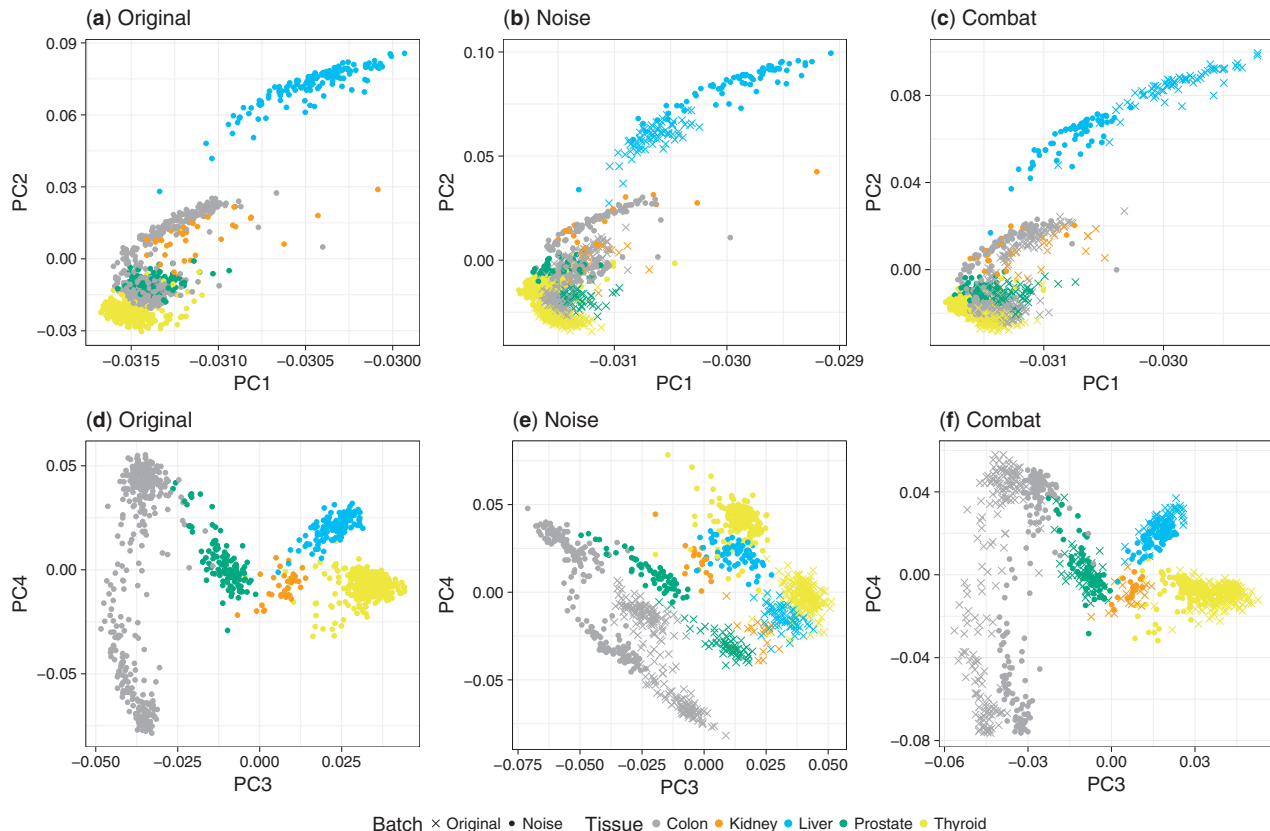 (a) Original
(b) Noise
(c) Combat
0.09
0.06
0.03
0.00
−0.03
PC2
−0.0315
−0.0310
−0.0305
−0.0300
PC1
0.10
0.05
0.00
PC2
−0.031
−0.030
−0.029
PC1
0.08
0.04
0.00
PC2
−0.031
−0.030
PC1
(d) Original
(e) Noise
(f) Combat
0.05
0.00
−0.05
PC4
−0.050
−0.025
0.000
0.025
PC3
0.05
0.00
−0.05
PC4
−0.075
−0.050
−0.025
0.000
0.025
0.050
PC3
0.04
0.00
−0.04
−0.08
PC4
−0.06
−0.03
0.00
0.03
PC3
Batch × Original • Noise Tissue • Colon • Kidney • Liver • Prostate • Thyroid